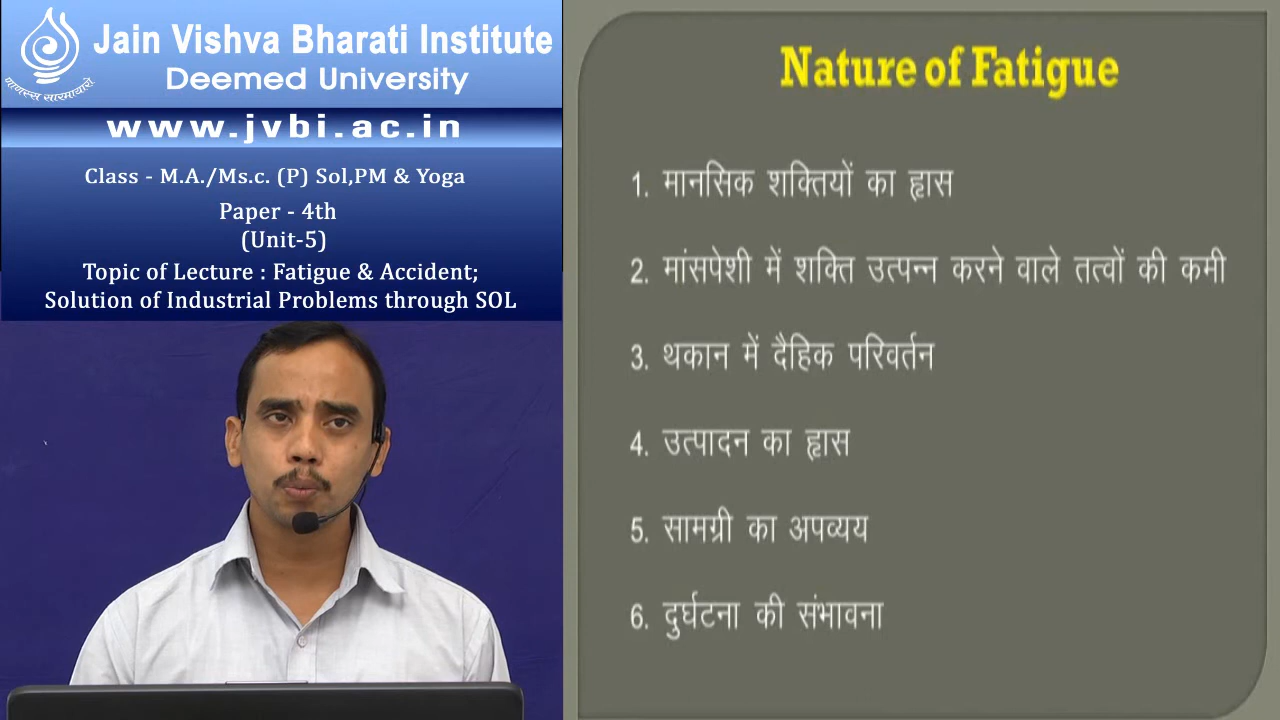 Jain Vishva Bharati Institute
Deemed University
णाणस्स सारमायारो
www.jvbi.ac.in
Class - M.A./Ms.c. (P) Sol,PM & Yoga
Paper - 4th
(Unit-5)
Topic of Lecture : Fatigue & Accident;
Solution of Industrial Problems through SOL
Nature of Fatigue
1. मानसिक शक्तियों का ह्रास
2. मांसपेशी में शक्ति उत्पन्न करने वाले तत्वों की कमी
3. थकान में दैहिक परिवर्तन
4. उत्पादन का ह्रास
5. सामग्री का अपव्यय
6. दुर्घटना की संभावना